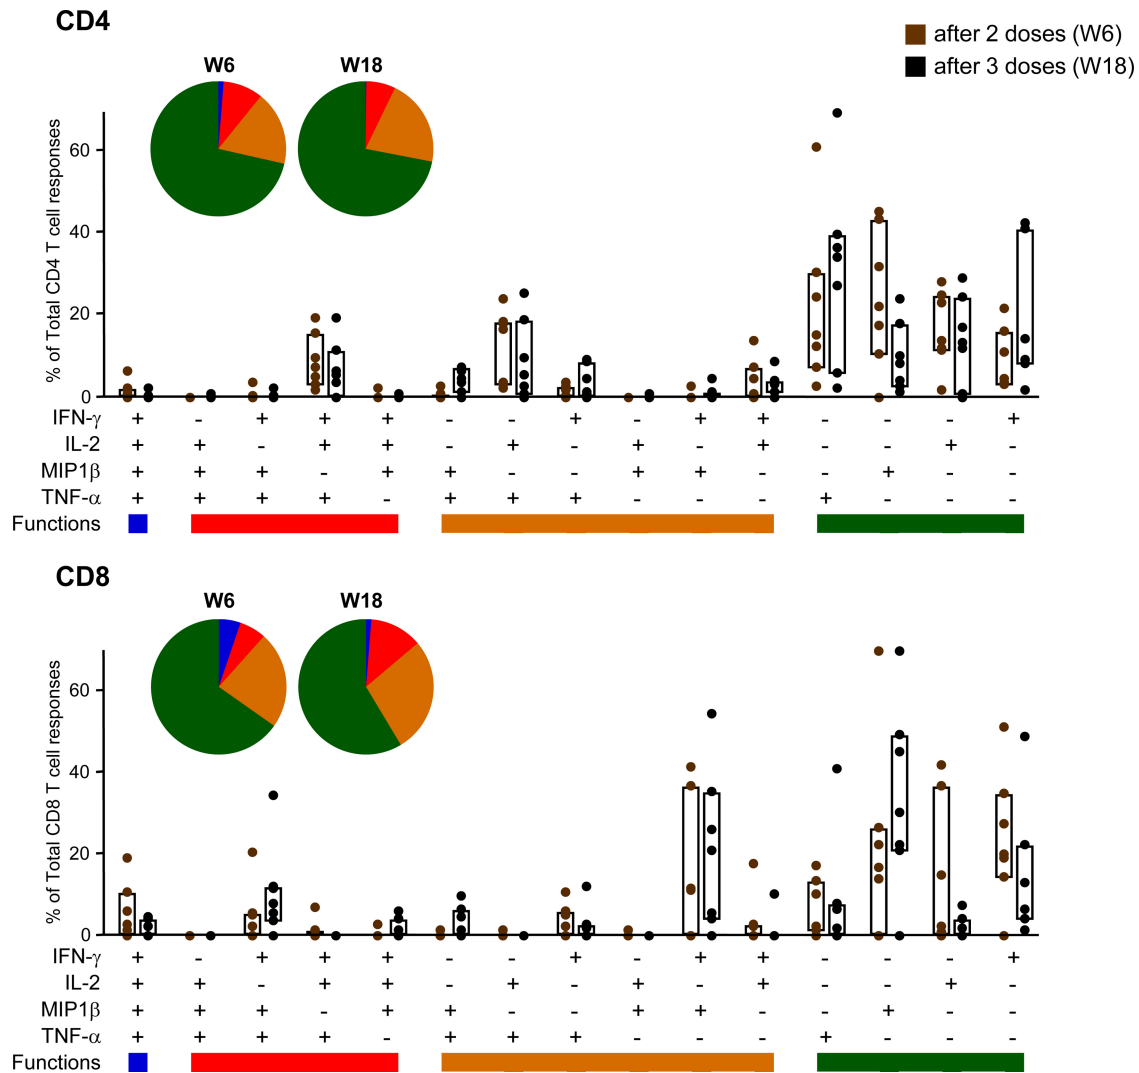 CD4
after 2 doses (W6)
after 3 doses (W18)
W6 W18
% of Total CD4 T cell responses
60
40
20
0
IFN-γ + - + + + - - + - + + - - - +
IL-2 + + - + + - + - + - + - - + -
MIP1β + + + - + + - - + + - - + - -
TNF-α + + + + - + + + - - - + - - -
Functions
CD8
W6 W18
% of Total CD8 T cell responses
60
40
20
0
IFN-γ + - + + + - - + - + + - - - +
IL-2 + + - + + - + - + - + - - + -
MIP1β + + + - + + - - + + - - + - -
TNF-α + + + + - + + + - - - + - - -
Functions